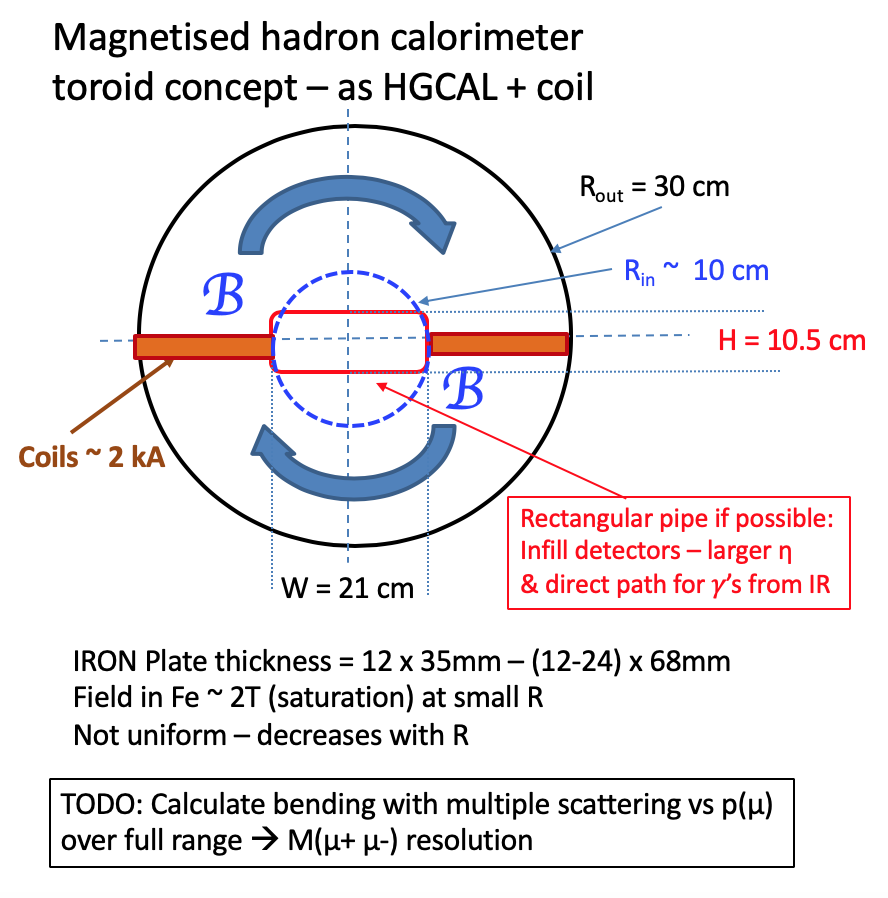 Magnetised hadron calorimeter
toroid concept – as HGCAL + coil
R_out = 30 cm
R_in ~ 10 cm
ℬ
H = 10.5 cm
ℬ
Coils ~ 2 kA
Rectangular pipe if possible:
Infill detectors – larger η
& direct path for γ's from IR
W = 21 cm
IRON Plate thickness = 12 x 35mm – (12-24) x 68mm
Field in Fe ~ 2T (saturation) at small R
Not uniform – decreases with R
TODO: Calculate bending with multiple scattering vs p(μ)
over full range → M(μ+ μ-) resolution